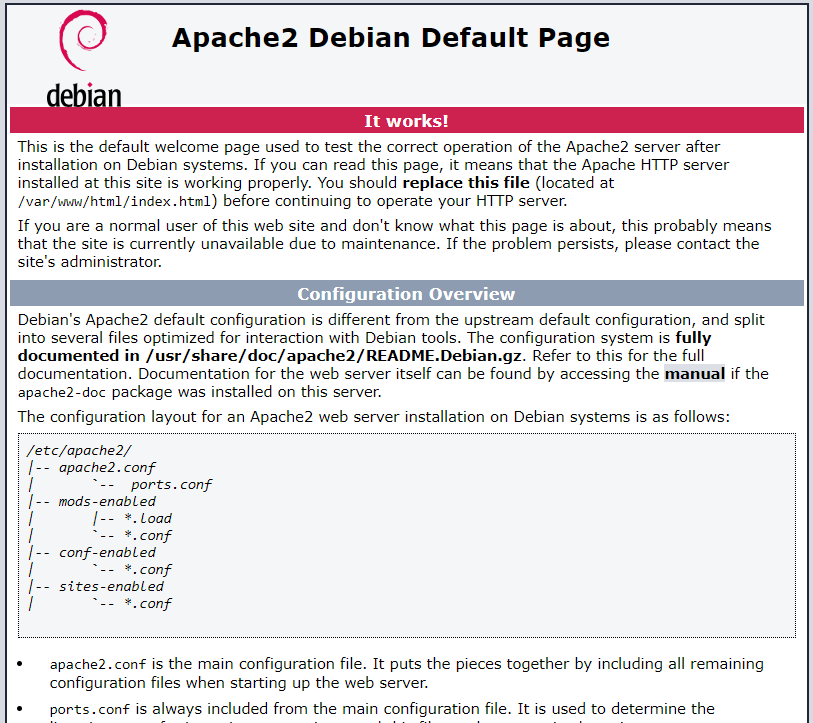 debian
Apache2 Debian Default Page
It works!
This is the default welcome page used to test the correct operation of the Apache2 server after
installation on Debian systems. If you can read this page, it means that the Apache HTTP server
installed at this site is working properly. You should replace this file (located at
/var/www/html/index.html) before continuing to operate your HTTP server.
If you are a normal user of this web site and don't know what this page is about, this probably means
that the site is currently unavailable due to maintenance. If the problem persists, please contact the
site's administrator.
Configuration Overview
Debian's Apache2 default configuration is different from the upstream default configuration, and split
into several files optimized for interaction with Debian tools. The configuration system is fully
documented in /usr/share/doc/apache2/README.Debian.gz. Refer to this for the full
documentation. Documentation for the web server itself can be found by accessing the manual if the
apache2-doc package was installed on this server.
The configuration layout for an Apache2 web server installation on Debian systems is as follows:
/etc/apache2/
|-- apache2.conf
|       `--  ports.conf
|-- mods-enabled
|       |-- *.load
|       `-- *.conf
|-- conf-enabled
|       `-- *.conf
|-- sites-enabled
|       `-- *.conf
• apache2.conf is the main configuration file. It puts the pieces together by including all remaining
configuration files when starting up the web server.
• ports.conf is always included from the main configuration file. It is used to determine the